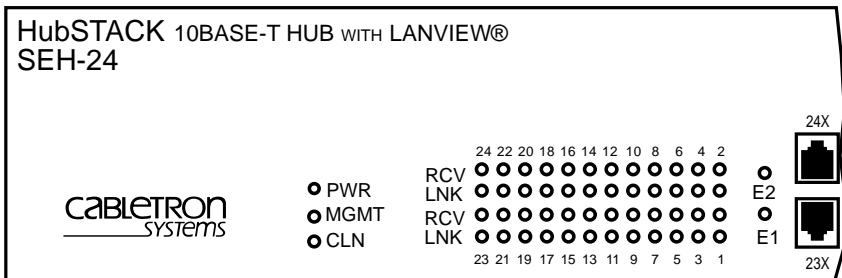 HubSTACK 10BASE-T HUB WITH LANVIEW®
SEH-24
24X
24 22 20 18 16 14 12 10 8 6 4 2
RCV
PWR
LNK
E2
cabletron
MGMT
RCV
systems
CLN
LNK
E1
23 21 19 17 15 13 11 9 7 5 3 1
23X